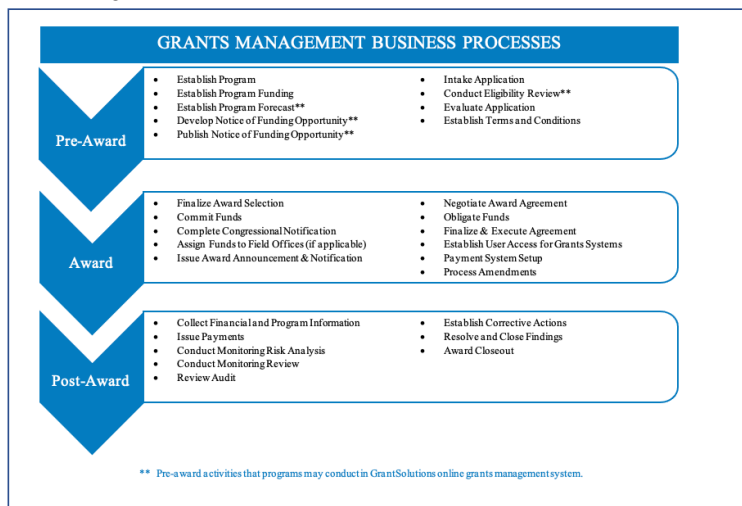 GRANTS MANAGEMENT BUSINESS PROCESSES
Pre-Award
• Establish Program
• Establish Program Funding
• Establish Program Forecast**
• Develop Notice of Funding Opportunity**
• Publish Notice of Funding Opportunity**
• Intake Application
• Conduct Eligibility Review**
• Evaluate Application
• Establish Terms and Conditions
Award
• Finalize Award Selection
• Commit Funds
• Complete Congressional Notification
• Assign Funds to Field Offices (if applicable)
• Issue Award Announcement & Notification
• Negotiate Award Agreement
• Obligate Funds
• Finalize & Execute Agreement
• Establish User Access for Grants Systems
• Payment System Setup
• Process Amendments
Post-Award
• Collect Financial and Program Information
• Issue Payments
• Conduct Monitoring Risk Analysis
• Conduct Monitoring Review
• Review Audit
• Establish Corrective Actions
• Resolve and Close Findings
• Award Closeout
** Pre-award activities that programs may conduct in GrantSolutions online grants management system.